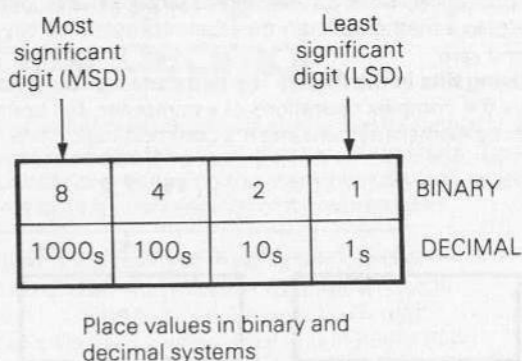 Most
significant
digit (MSD)
Least
significant
digit (LSD)
8 4 2 1 BINARY
1000s 100s 10s 1s DECIMAL
Place values in binary and
decimal systems